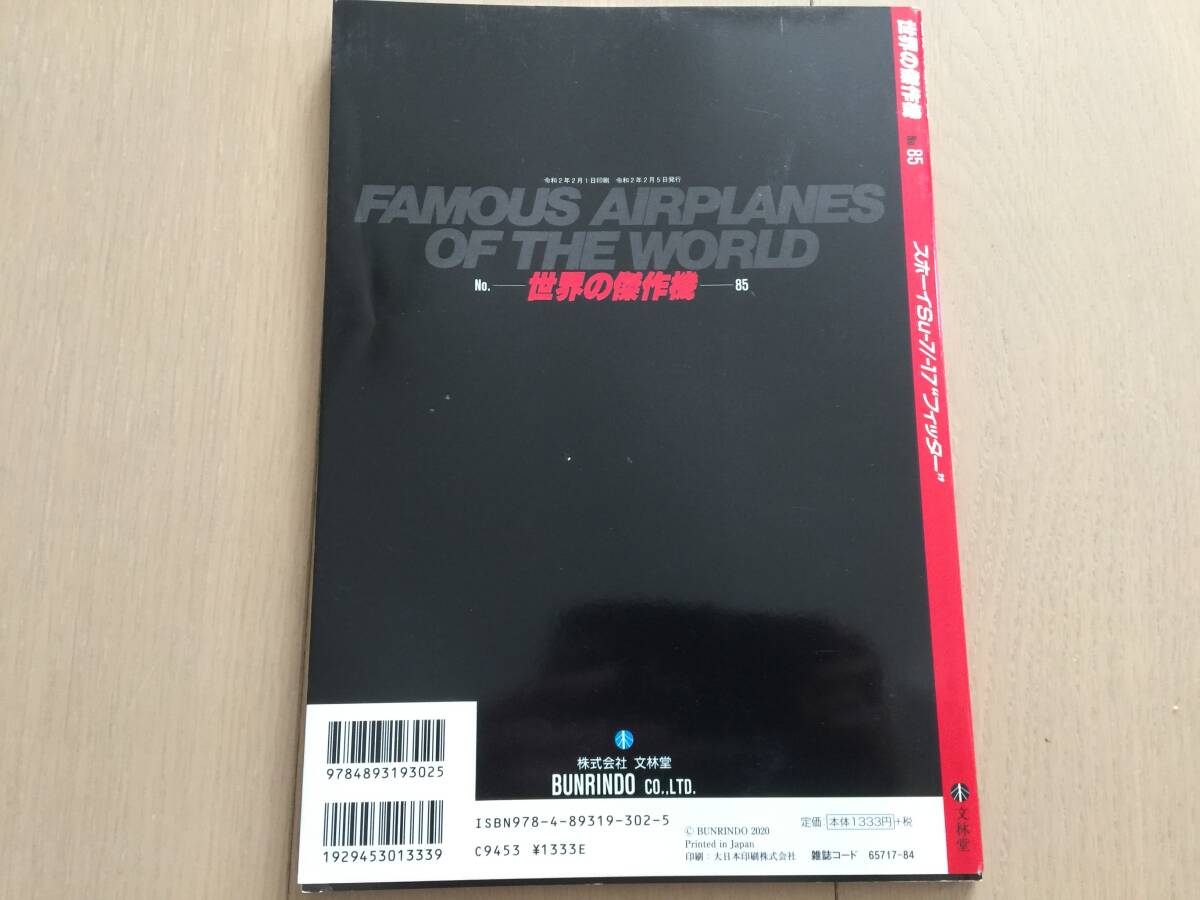 令和2年2月1日印刷 令和2年2月5日発行
FAMOUS AIRPLANES
OF THE WORLD
No. 世界の傑作機 85
世界の傑作機 No.85 スホーイSu-7/-17“フィッター”
文林堂
株式会社 文林堂
BUNRINDO CO.,LTD.
9784893193025
1929453013339
ISBN978-4-89319-302-5
C9453 ¥1333E
© BUNRINDO 2020
Printed in Japan
印刷：大日本印刷株式会社
定価：本体1333円+税
雑誌コード 65717-84